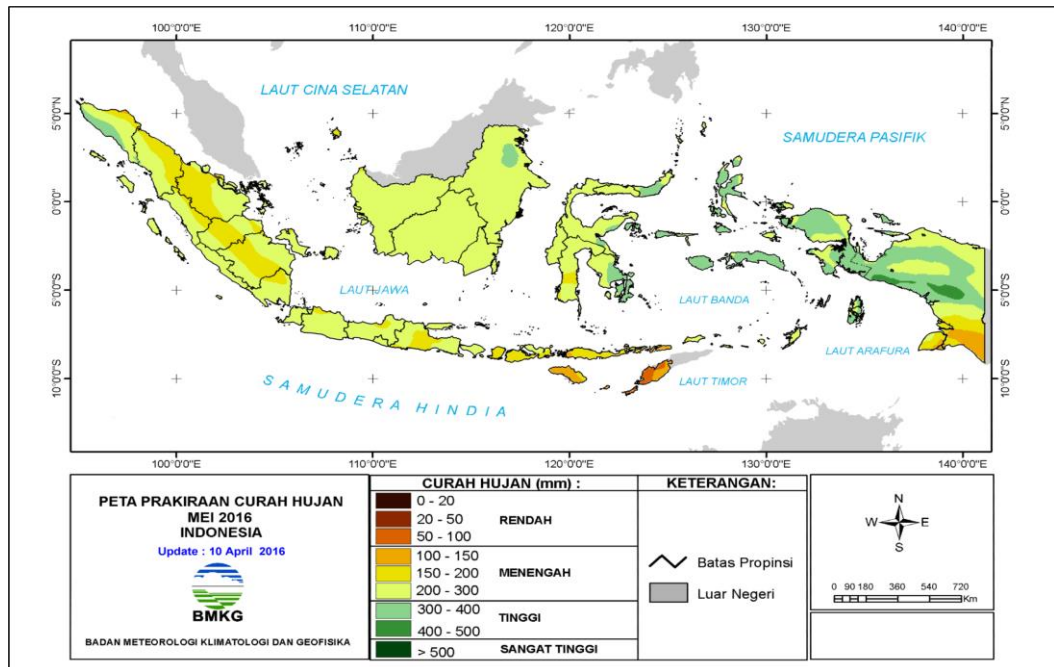 100°0'0"E 110°0'0"E 120°0'0"E 130°0'0"E 140°0'0"E
LAUT CINA SELATAN
SAMUDERA PASIFIK
5°0'0"N 5°0'0"N
0°0'0" 0°0'0"
5°0'0"S 5°0'0"S
10°0'0"S 10°0'0"S
LAUT JAWA
LAUT BANDA
LAUT ARAFURA
LAUT TIMOR
SAMUDERA HINDIA
100°0'0"E 110°0'0"E 120°0'0"E 130°0'0"E 140°0'0"E
PETA PRAKIRAAN CURAH HUJAN
MEI 2016
INDONESIA
Update : 10 April 2016
BMKG
BADAN METEOROLOGI KLIMATOLOGI DAN GEOFISIKA
CURAH HUJAN (mm) :
0 - 20
20 - 50 RENDAH
50 - 100
100 - 150
150 - 200 MENENGAH
200 - 300
300 - 400 TINGGI
400 - 500
> 500 SANGAT TINGGI
KETERANGAN:
Batas Propinsi
Luar Negeri
N
W E
S
0 90 180 360 540 720
Km